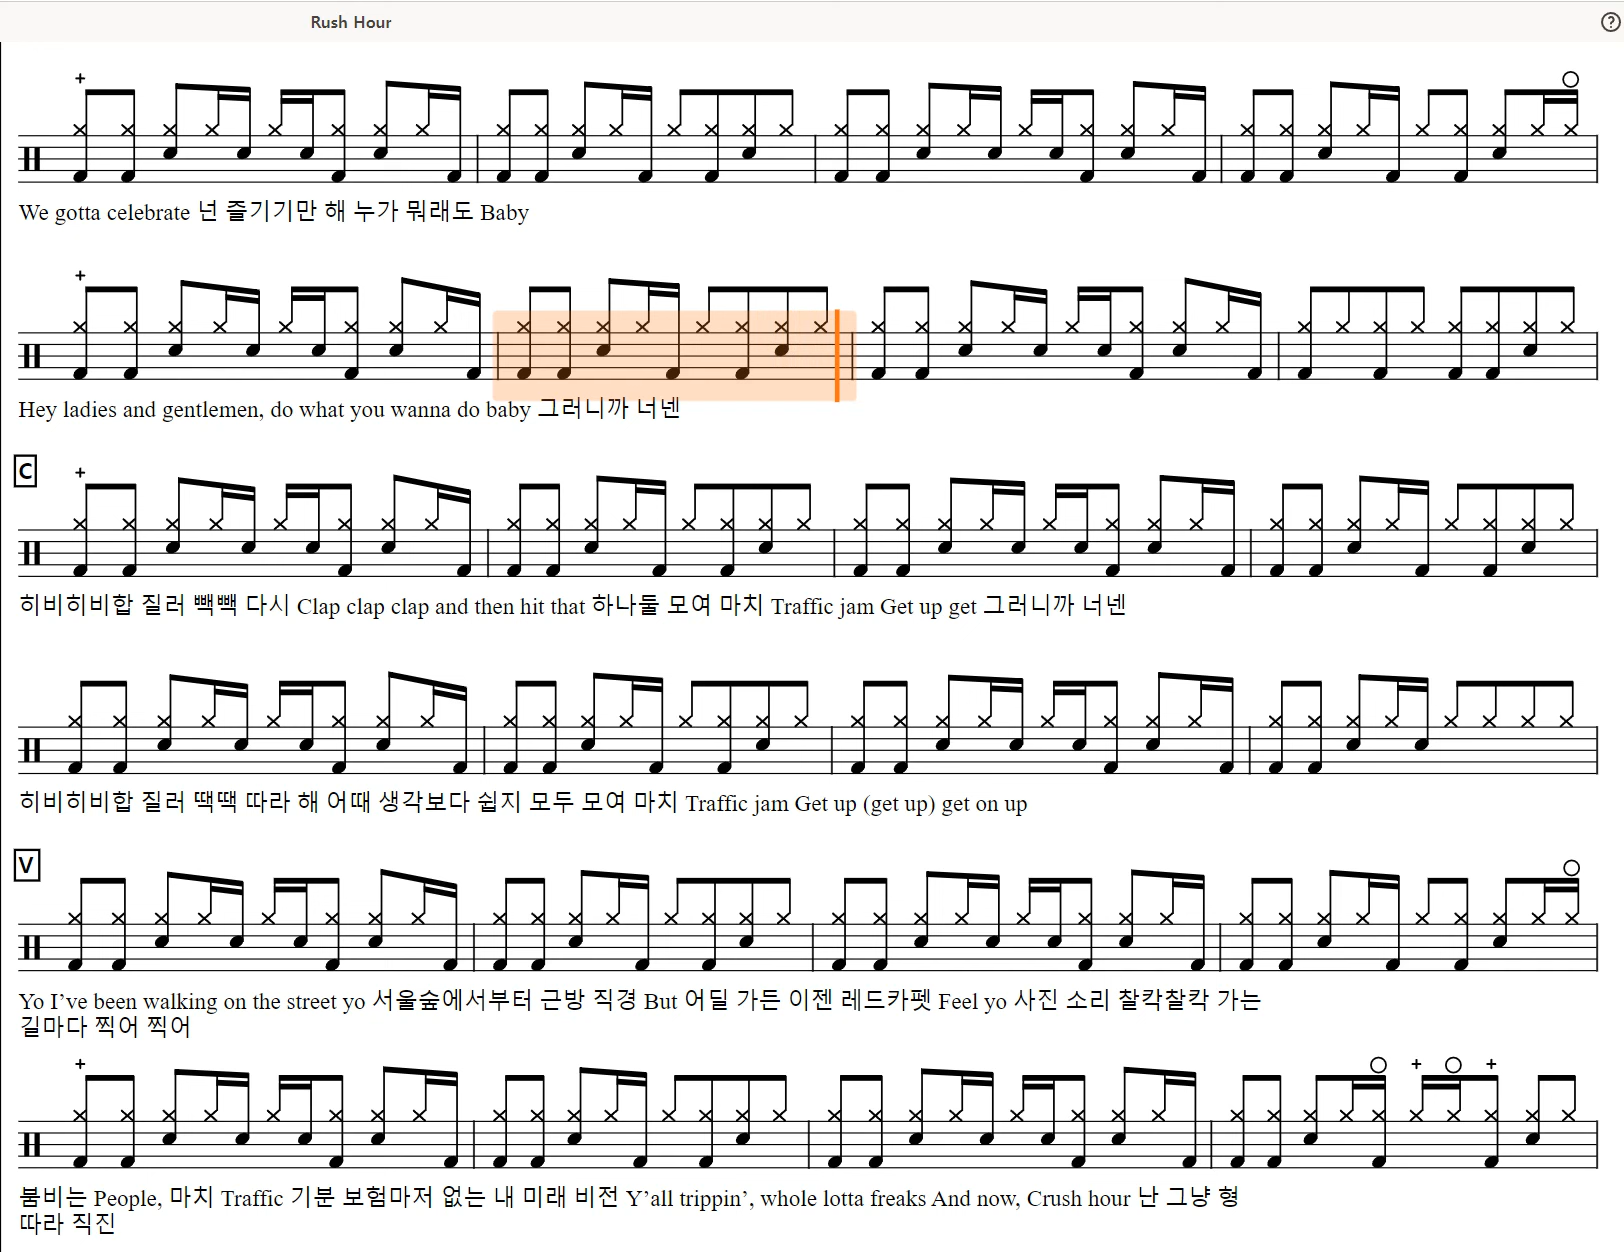 Rush Hour
We gotta celebrate 넌 즐기기만 해 누가 뭐래도 Baby
Hey ladies and gentlemen, do what you wanna do baby 그러니까 너넨
C
히비히비합 질러 빽빽 다시 Clap clap clap and then hit that 하나둘 모여 마치 Traffic jam Get up get 그러니까 너넨
히비히비합 질러 땍땍 따라 해 어때 생각보다 쉽지 모두 모여 마치 Traffic jam Get up (get up) get on up
V
Yo I’ve been walking on the street yo 서울숲에서부터 근방 직경 But 어딜 가든 이젠 레드카펫 Feel yo 사진 소리 찰칵찰칵 가는
길마다 찍어 찍어
붐비는 People, 마치 Traffic 기분 보험마저 없는 내 미래 비전 Y’all trippin’, whole lotta freaks And now, Crush hour 난 그냥 형
따라 직진